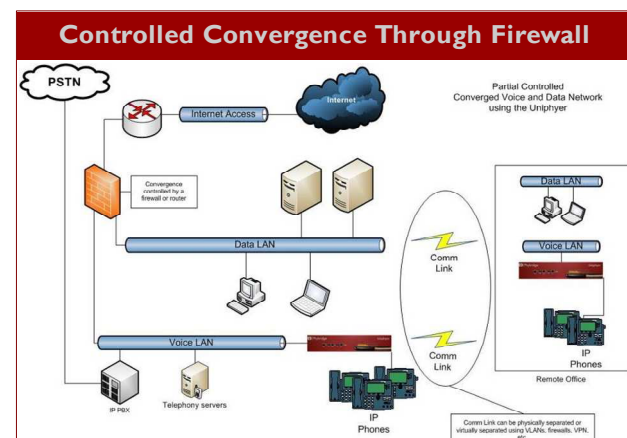 Controlled Convergence Through Firewall
PSTN
Internet Access
Internet
Partial Controlled
Converged Voice and Data Network
using the Uniphyer
Convergence
controlled by a
firewall or router
Data LAN
Data LAN
Voice LAN
Comm
Link
IP
Phones
Remote Office
Voice LAN
Comm
Link
IP PBX
Telephony servers
IP
Phones
Comm Link can be physically separated or
virtually separated using VLANs, firewalls, VPN,
etc.